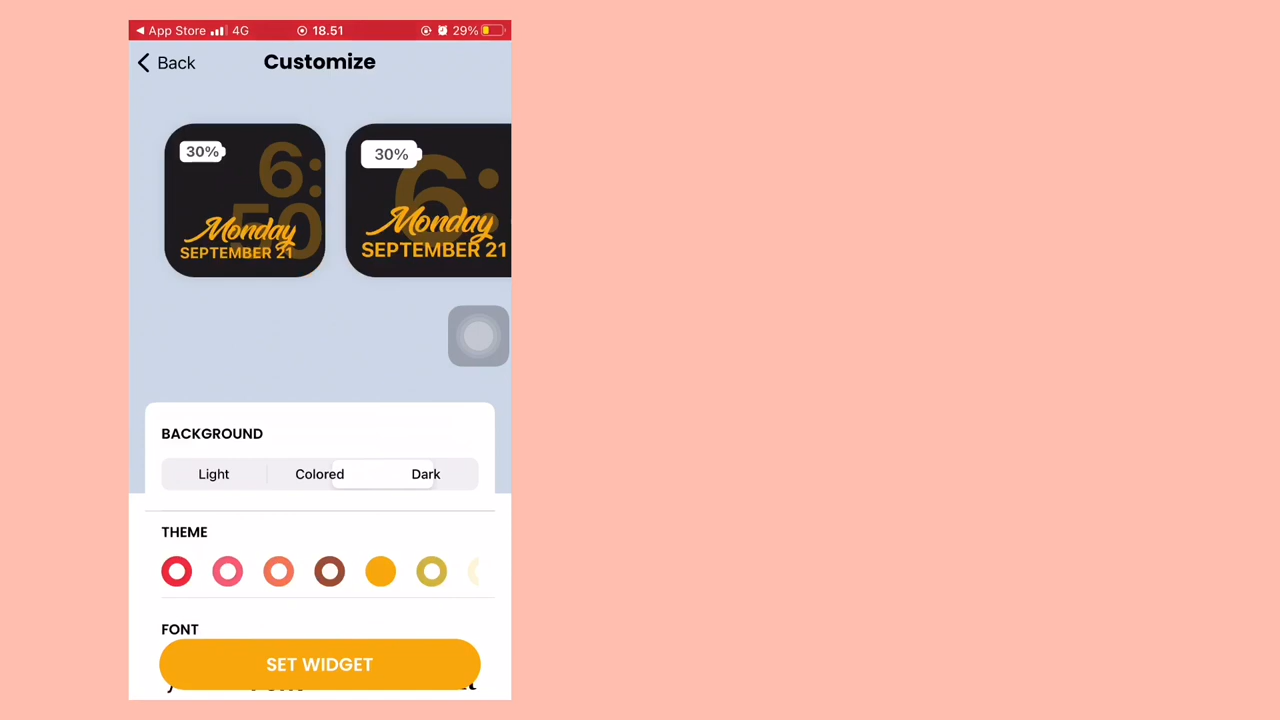 App Store 4G 18.51 29%
Back Customize
30% 6:
50
Monday
SEPTEMBER 21
30% 6:
Monday
SEPTEMBER 21
BACKGROUND
Light Colored Dark
THEME
FONT
SET WIDGET